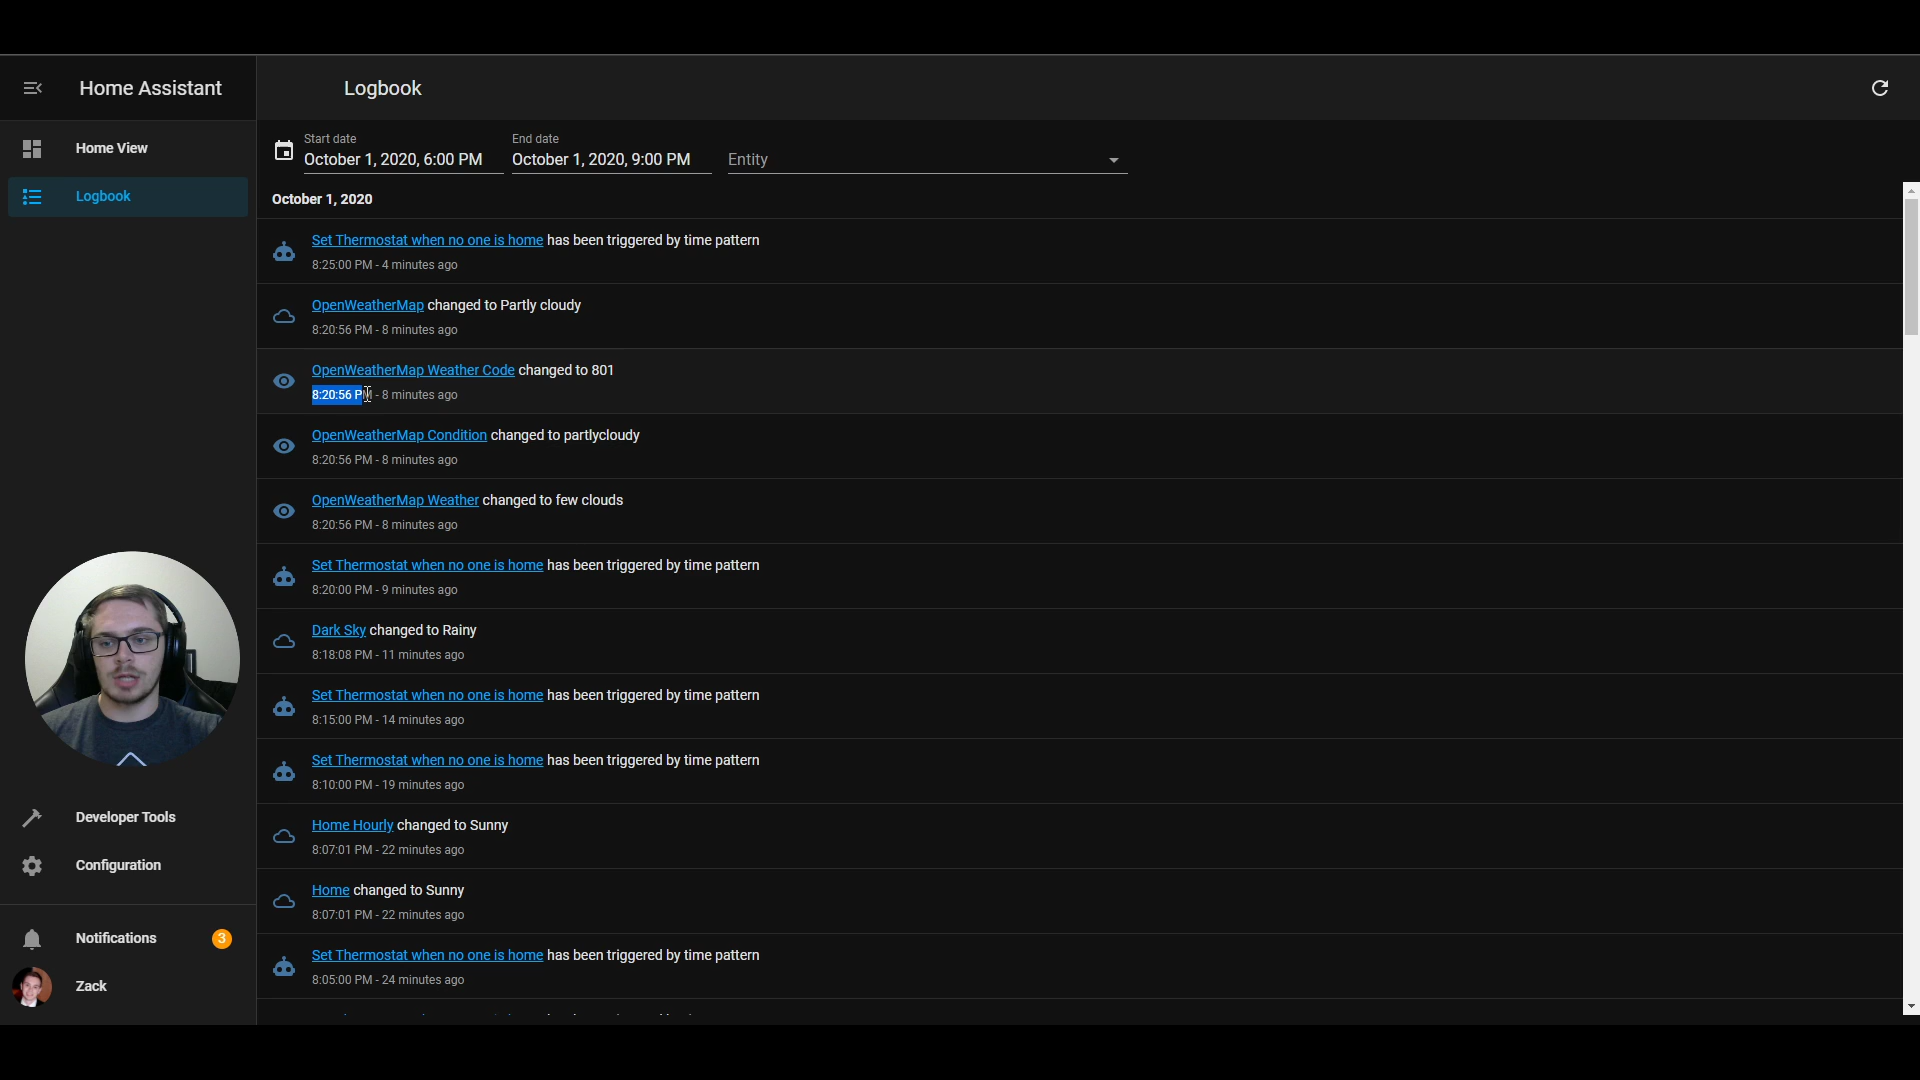 Home Assistant
Logbook
Home View
Logbook
Developer Tools
Configuration
Notifications 3
Zack
Start date
October 1, 2020, 6:00 PM
End date
October 1, 2020, 9:00 PM
Entity
October 1, 2020
Set Thermostat when no one is home has been triggered by time pattern
8:25:00 PM - 4 minutes ago
OpenWeatherMap changed to Partly cloudy
8:20:56 PM - 8 minutes ago
OpenWeatherMap Weather Code changed to 801
8:20:56 PM - 8 minutes ago
OpenWeatherMap Condition changed to partlycloudy
8:20:56 PM - 8 minutes ago
OpenWeatherMap Weather changed to few clouds
8:20:56 PM - 8 minutes ago
Set Thermostat when no one is home has been triggered by time pattern
8:20:00 PM - 9 minutes ago
Dark Sky changed to Rainy
8:18:08 PM - 11 minutes ago
Set Thermostat when no one is home has been triggered by time pattern
8:15:00 PM - 14 minutes ago
Set Thermostat when no one is home has been triggered by time pattern
8:10:00 PM - 19 minutes ago
Home Hourly changed to Sunny
8:07:01 PM - 22 minutes ago
Home changed to Sunny
8:07:01 PM - 22 minutes ago
Set Thermostat when no one is home has been triggered by time pattern
8:05:00 PM - 24 minutes ago